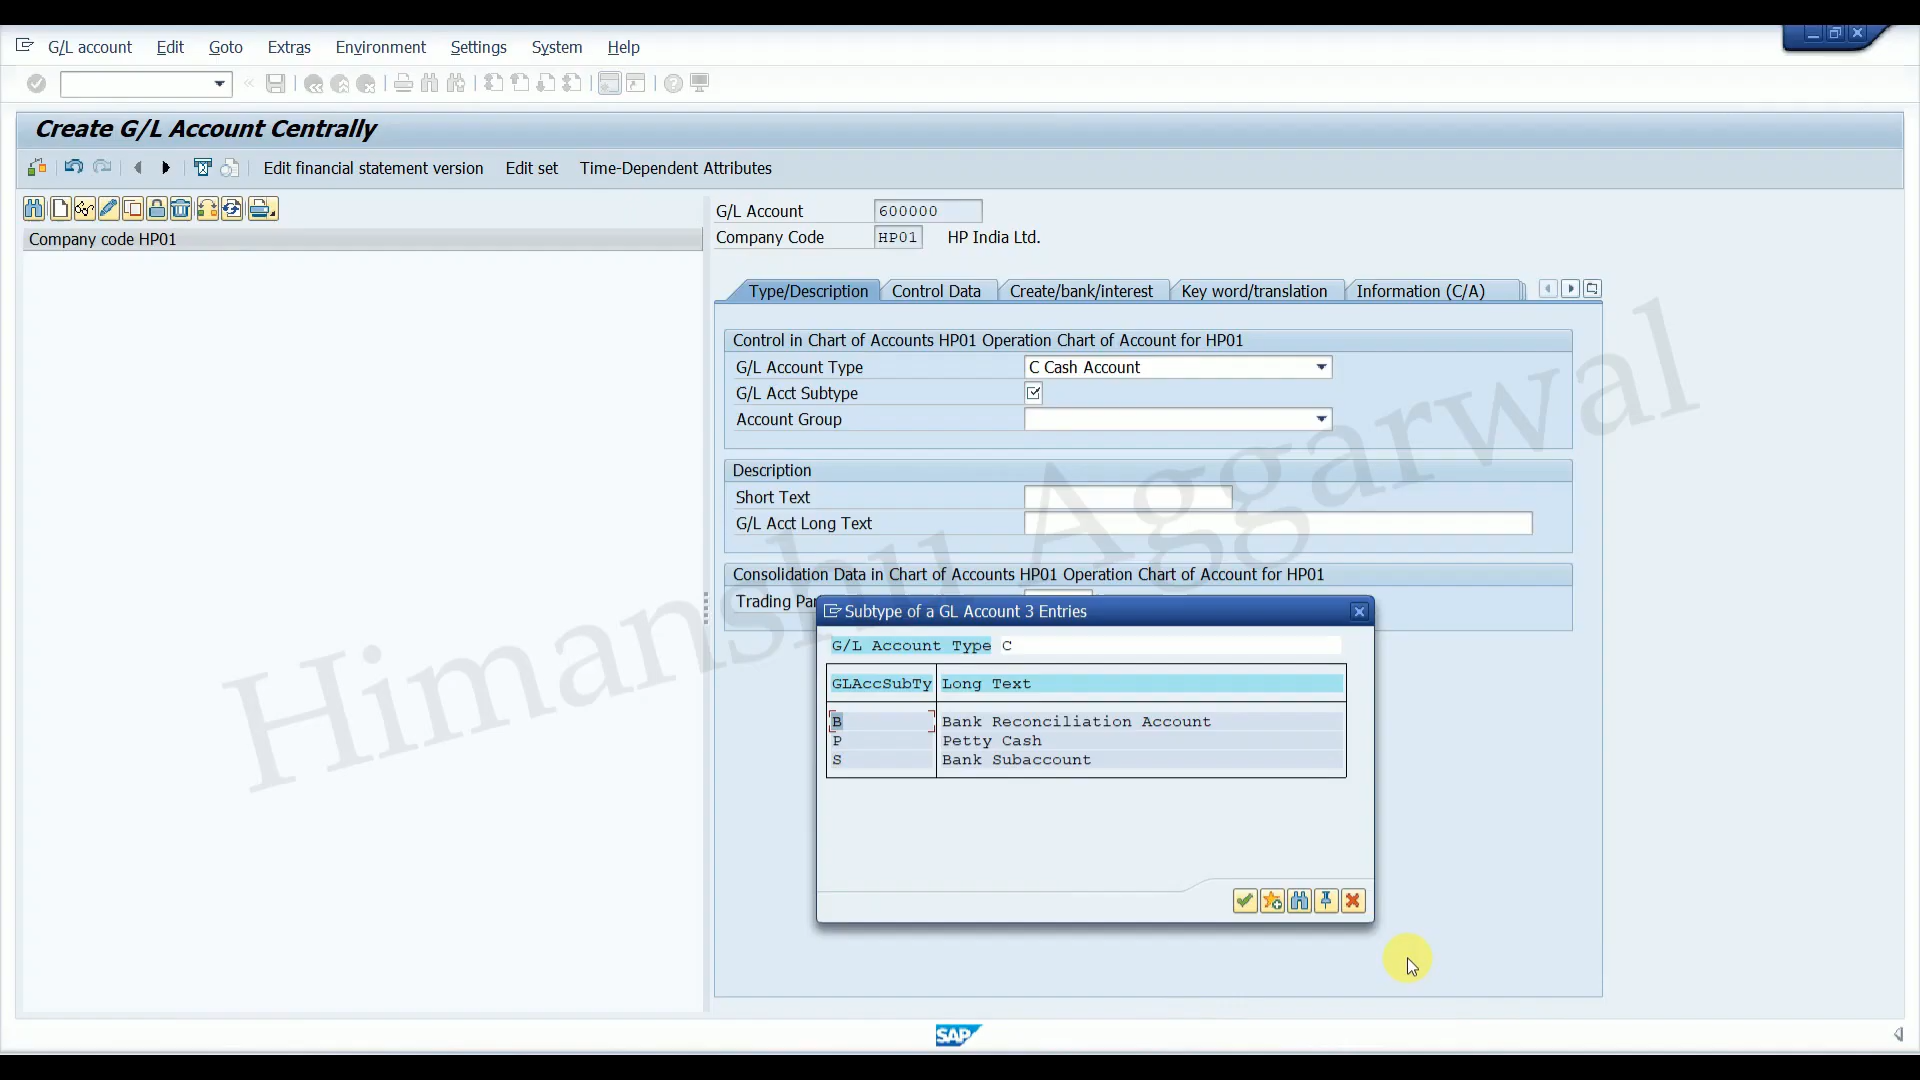 G/L account Edit Goto Extras Environment Settings System Help
Create G/L Account Centrally
Edit financial statement version Edit set Time-Dependent Attributes
Company code HP01
G/L Account 600000
Company Code HP01 HP India Ltd.
Type/Description Control Data Create/bank/interest Key word/translation Information (C/A)
Control in Chart of Accounts HP01 Operation Chart of Account for HP01
G/L Account Type C Cash Account
G/L Acct Subtype
Account Group
Description
Short Text
G/L Acct Long Text
Consolidation Data in Chart of Accounts HP01 Operation Chart of Account for HP01
Trading Par
Subtype of a GL Account 3 Entries
G/L Account Type C
GLAccSubTy Long Text
B Bank Reconciliation Account
P Petty Cash
S Bank Subaccount
Himanshu Aggarwal
SAP